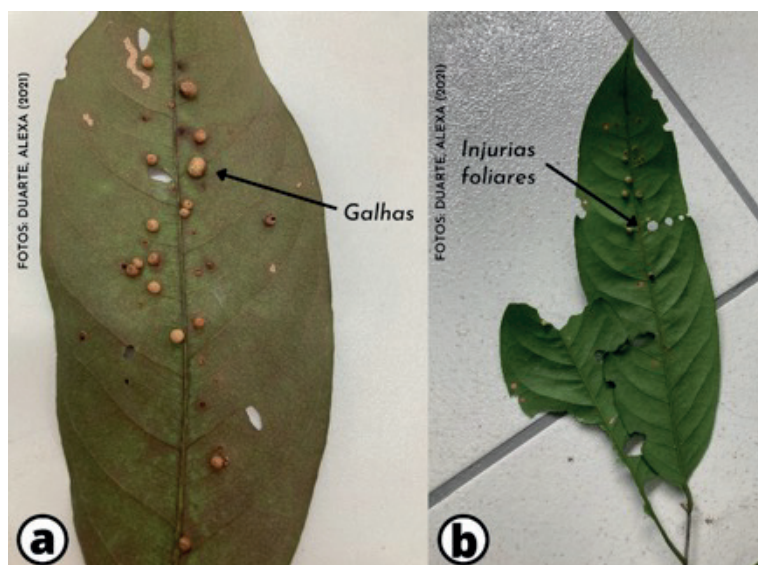 FOTOS: DUARTE, ALEXA (2021)
Galhas
a
FOTOS: DUARTE, ALEXA (2021)
Injurias
foliares
b